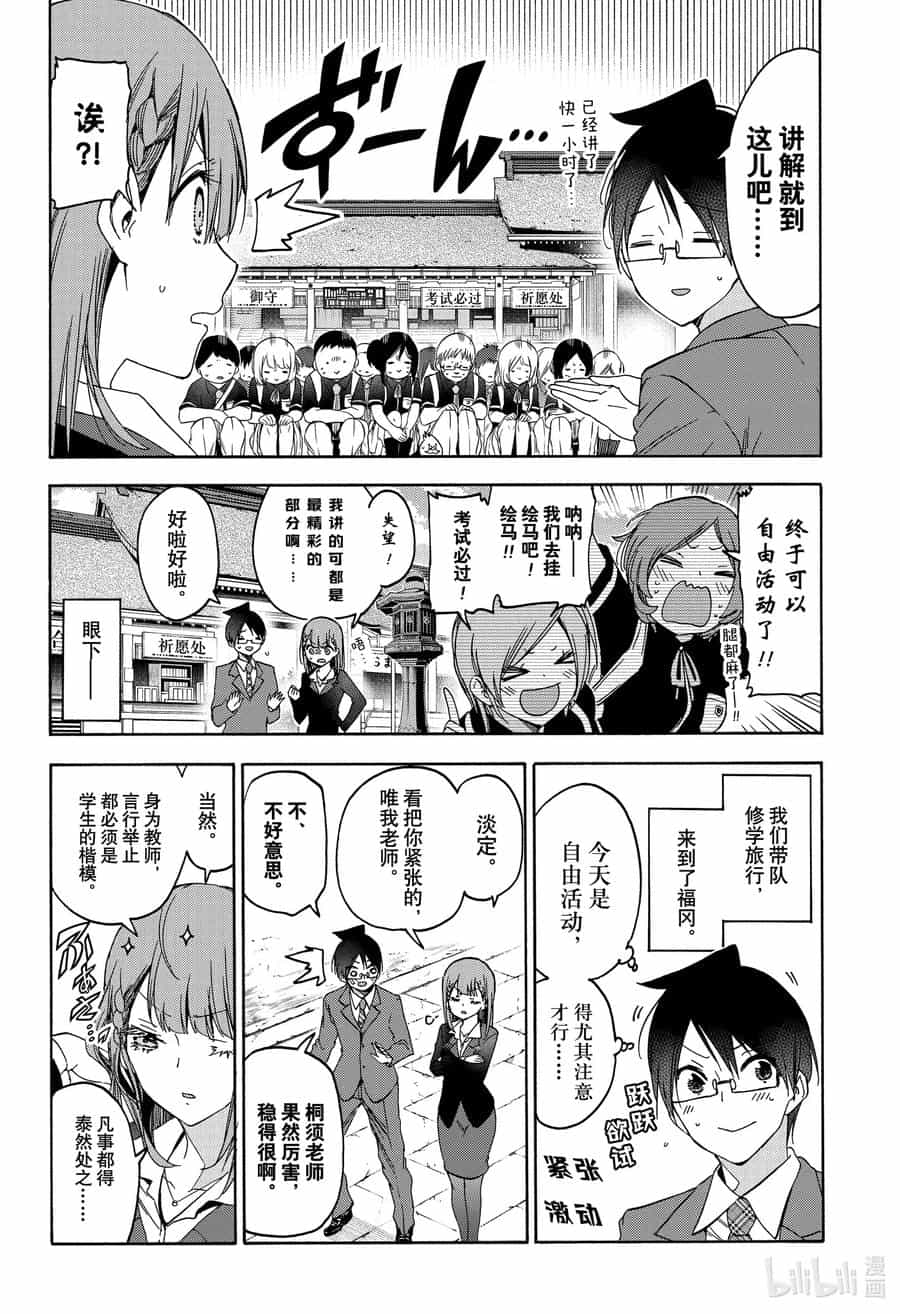 讲解就到
这儿吧……
已经讲了
快一小时了…
ずーん…
诶?!
御守
考试必过
祈愿处
终于可以
自由活动了!!
腿都麻了!!
呐呐——
我们去挂
绘马吧!
绘马!!
考试必过!
失望!
我讲的可都是
最精彩的
部分啊……
唔
好啦好啦。
祈愿处
眼下——
我们带队
修学旅行,
来到了福冈。
今天是
自由活动,
得尤其注意
才行……
跃跃
欲试
紧张
激动
淡定。
看把你紧张的,
唯我老师。
不、
不好意思。
桐须老师
果然厉害,
稳得很啊。
当然。
身为教师,
言行举止
都必须是
学生的楷模。
ふぁさっ
凡事都得
泰然处之…
bilibili
漫画